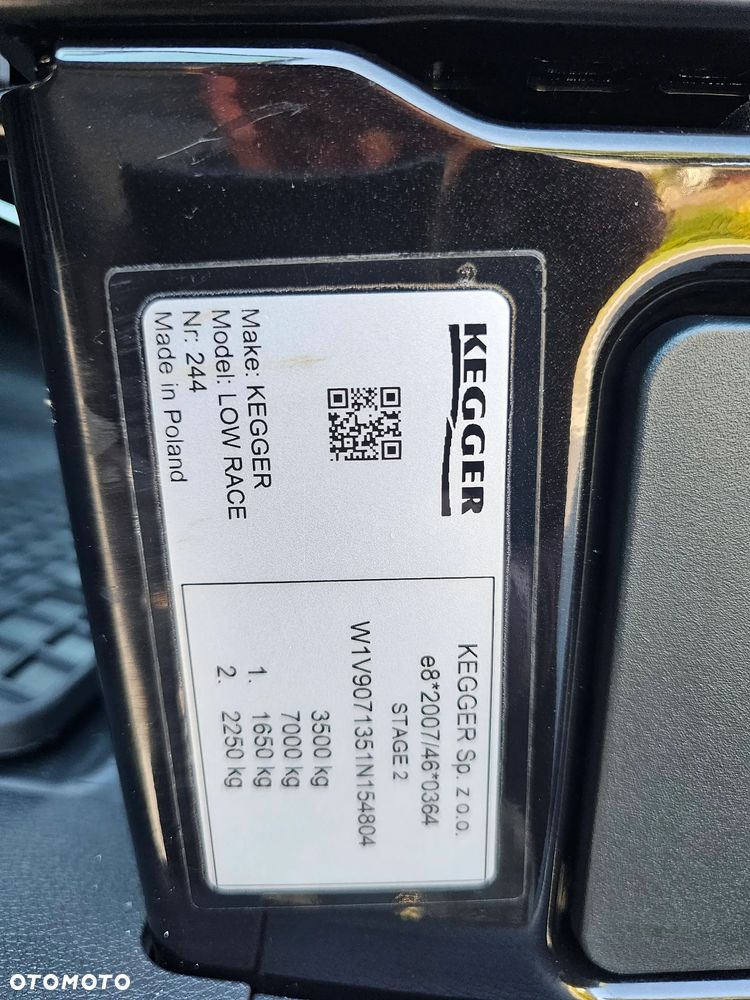 KEGGER
Make: KEGGER
Model: LOW RACE
Nr: 244
Made in Poland
KEGGER Sp. z o.o.
e8*2007/46*0364
STAGE 2
W1V9071351N154804
3500 kg
7000 kg
1. 1650 kg
2. 2250 kg
OTOMOTO